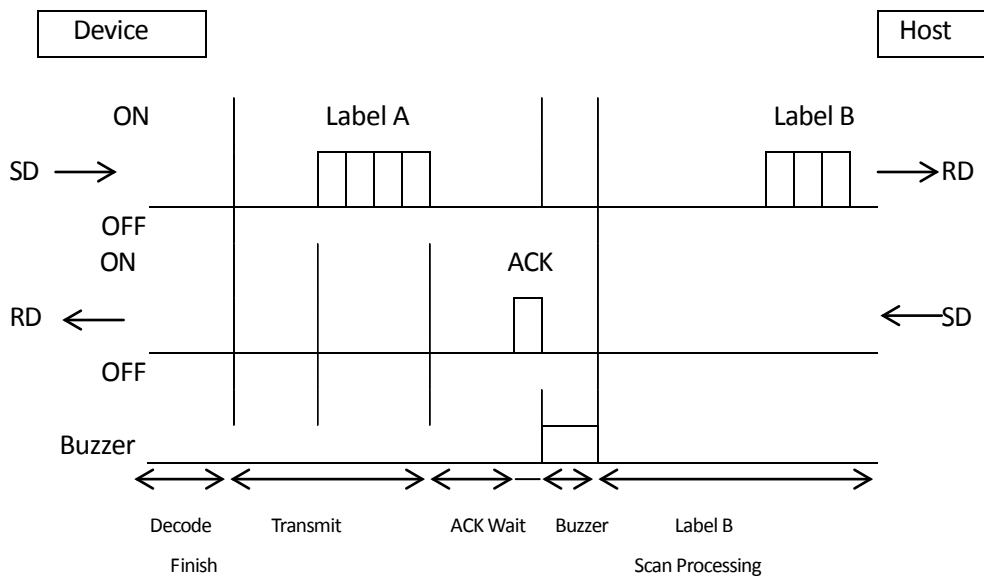 Device Host
ON Label A Label B
SD RD
OFF
ON ACK
RD SD
OFF
Buzzer
Decode Transmit ACK Wait Buzzer Label B
Finish Scan Processing